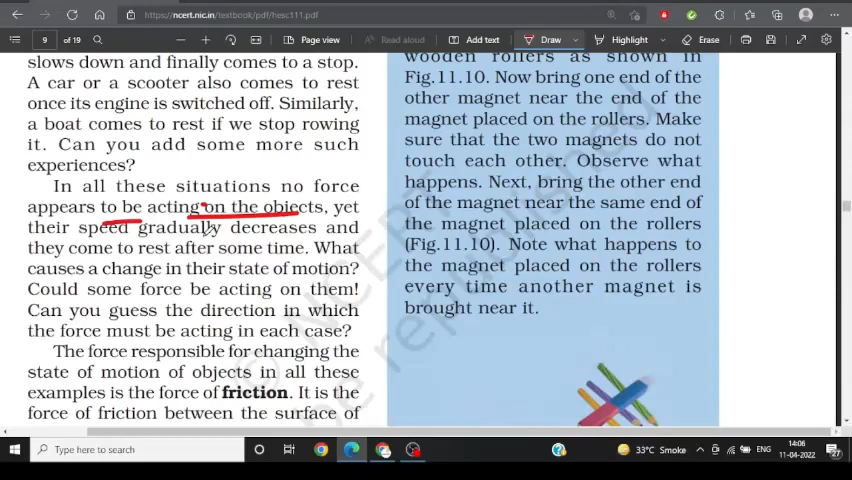 https://ncert.nic.in/textbook/pdf/hesc111.pdf
9 of 19
Page view
Read aloud
Add text
Draw
Highlight
Erase
slows down and finally comes to a stop.
A car or a scooter also comes to rest
once its engine is switched off. Similarly,
a boat comes to rest if we stop rowing
it. Can you add some more such
experiences?
In all these situations no force
appears to be acting on the objects, yet
their speed gradually decreases and
they come to rest after some time. What
causes a change in their state of motion?
Could some force be acting on them!
Can you guess the direction in which
the force must be acting in each case?
The force responsible for changing the
state of motion of objects in all these
examples is the force of friction. It is the
force of friction between the surface of
wooden rollers as shown in
Fig.11.10. Now bring one end of the
other magnet near the end of the
magnet placed on the rollers. Make
sure that the two magnets do not
touch each other. Observe what
happens. Next, bring the other end
of the magnet near the same end of
the magnet placed on the rollers
(Fig.11.10). Note what happens to
the magnet placed on the rollers
every time another magnet is
brought near it.
© NCERT
be republished
Type here to search
33°C Smoke
ENG
14:06
11-04-2022
27